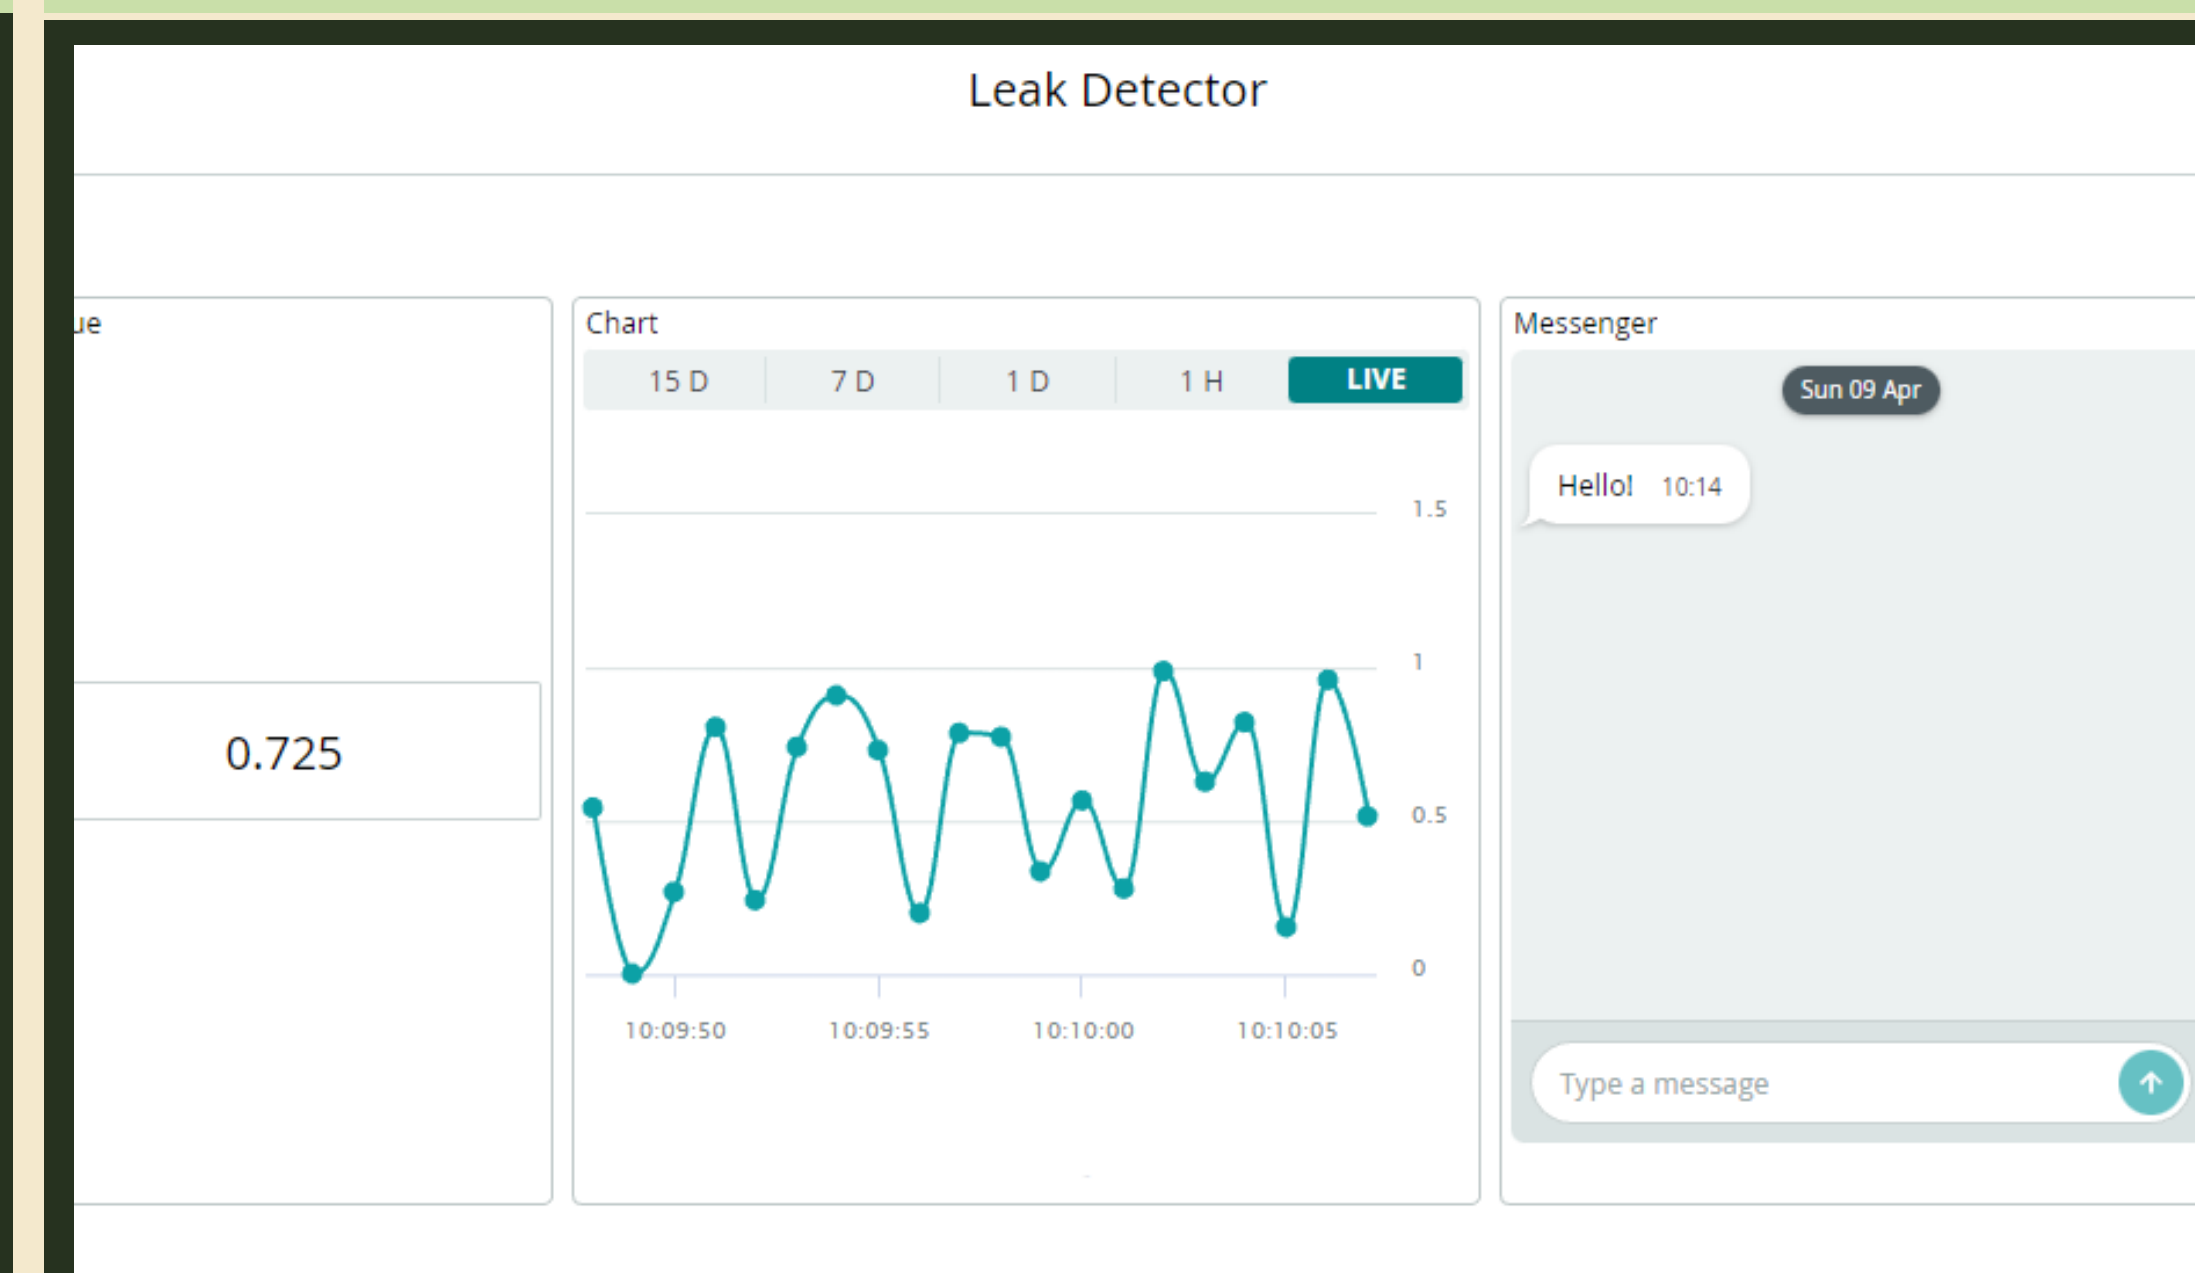 Leak Detector
ue
0.725
Chart
15 D 7 D 1 D 1 H LIVE
1.5
1
0.5
0
10:09:50 10:09:55 10:10:00 10:10:05
Messenger
Sun 09 Apr
Hello! 10:14
Type a message